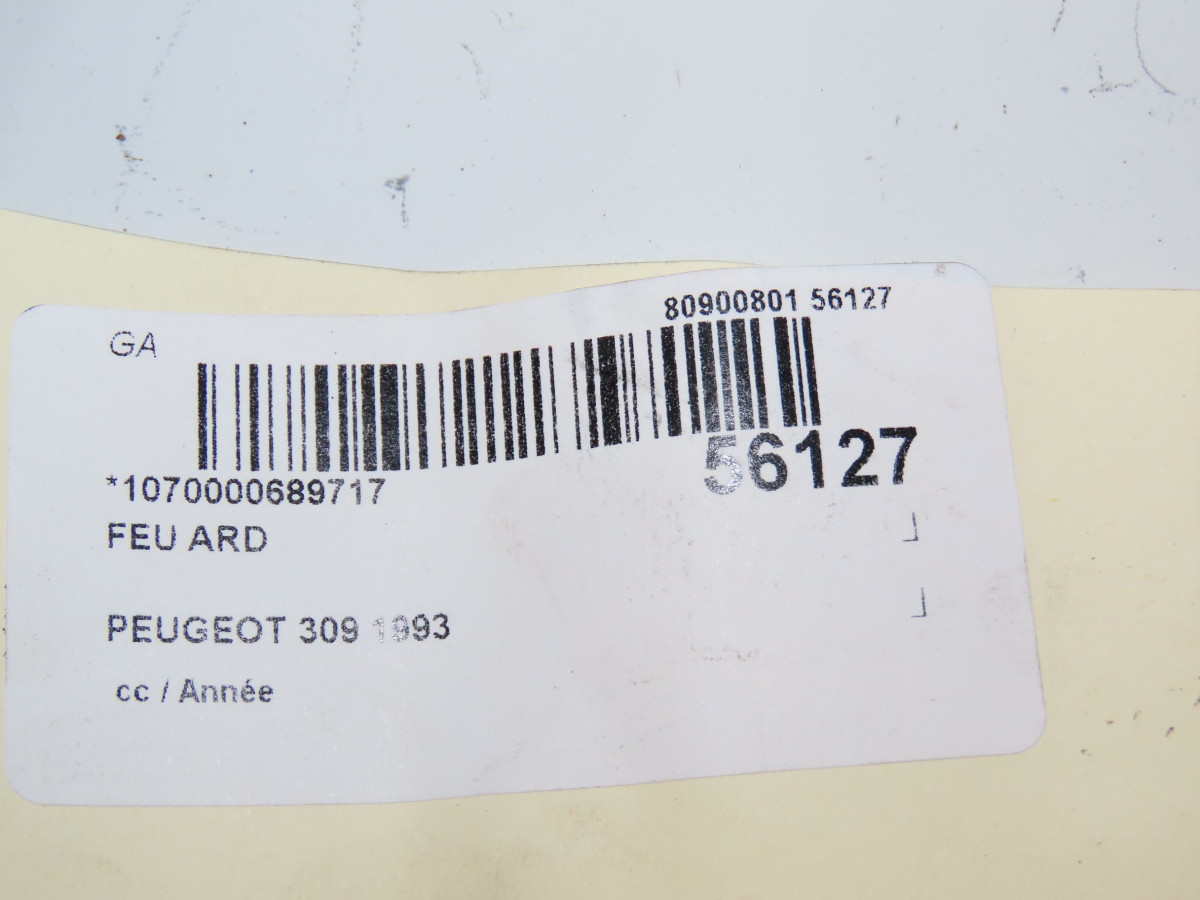 80900801 56127
GA
56127
*1070000689717
FEU ARD
PEUGEOT 309 1993
cc / Année